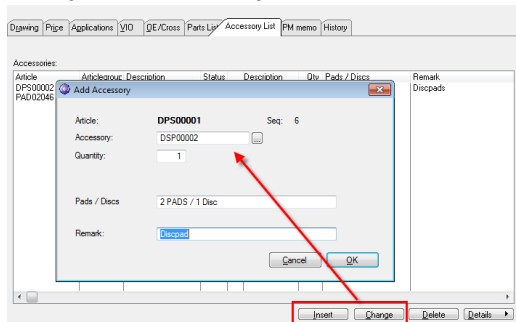 Drawing Price Applications VIO OE/Cross Parts List Accessory List PM memo History
Accessories:
Article Articlegroup Description Status Description Qty Pads / Discs Remark
DPS00002 Discpads
PAD02046
Add Accessory
Article: DPS00001 Seq: 6
Accessory: DSP00002 ...
Quantity: 1
Pads / Discs 2 PADS / 1 Disc
Remark: Discpad
Cancel OK
Insert Change Delete Details